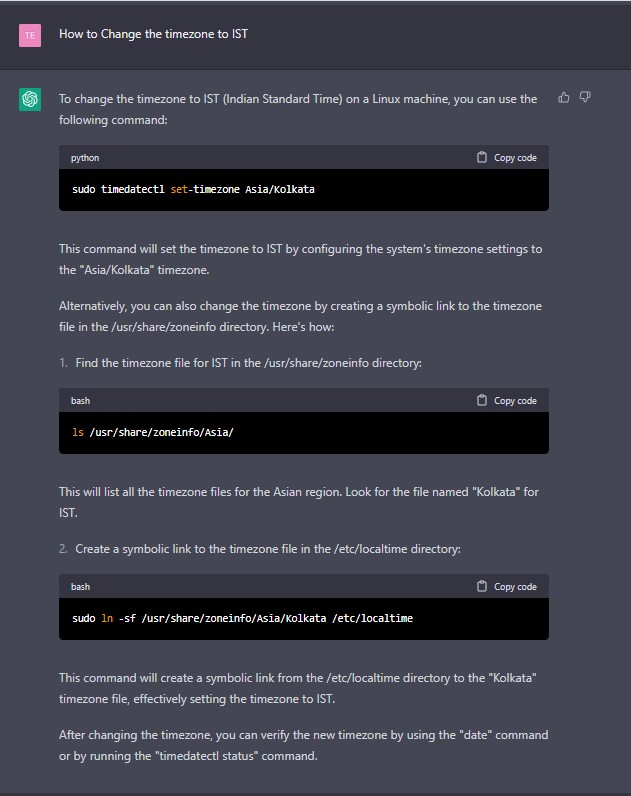 TE
How to Change the timezone to IST
To change the timezone to IST (Indian Standard Time) on a Linux machine, you can use the
following command:
python
Copy code
sudo timedatectl set-timezone Asia/Kolkata
This command will set the timezone to IST by configuring the system's timezone settings to
the "Asia/Kolkata" timezone.
Alternatively, you can also change the timezone by creating a symbolic link to the timezone
file in the /usr/share/zoneinfo directory. Here's how:
1. Find the timezone file for IST in the /usr/share/zoneinfo directory:
bash
Copy code
ls /usr/share/zoneinfo/Asia/
This will list all the timezone files for the Asian region. Look for the file named "Kolkata" for
IST.
2. Create a symbolic link to the timezone file in the /etc/localtime directory:
bash
Copy code
sudo ln -sf /usr/share/zoneinfo/Asia/Kolkata /etc/localtime
This command will create a symbolic link from the /etc/localtime directory to the "Kolkata"
timezone file, effectively setting the timezone to IST.
After changing the timezone, you can verify the new timezone by using the "date" command
or by running the "timedatectl status" command.